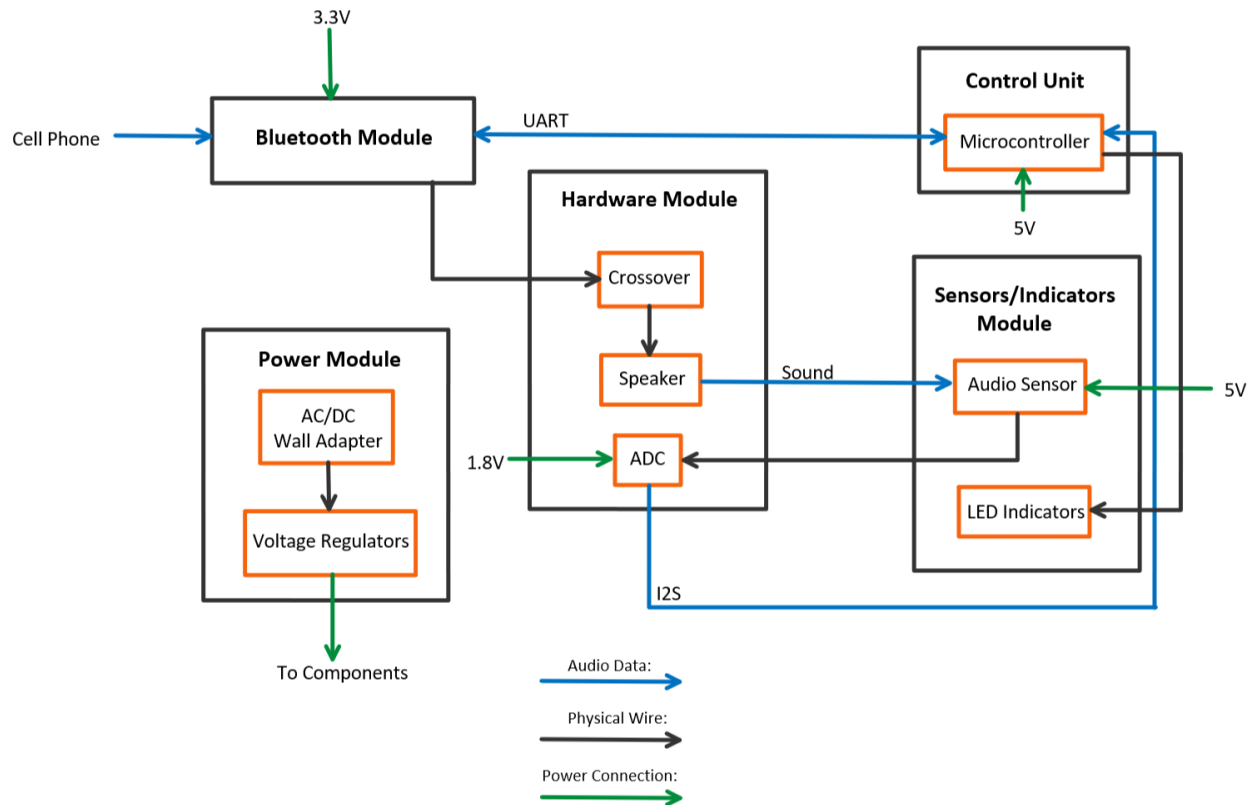 3.3V
Control Unit
Cell Phone
Bluetooth Module
UART
Microcontroller
Hardware Module
5V
Crossover
Sensors/Indicators
Module
Power Module
Speaker
Sound
Audio Sensor
5V
AC/DC
Wall Adapter
1.8V
ADC
LED Indicators
Voltage Regulators
I2S
To Components
Audio Data:
Physical Wire:
Power Connection: